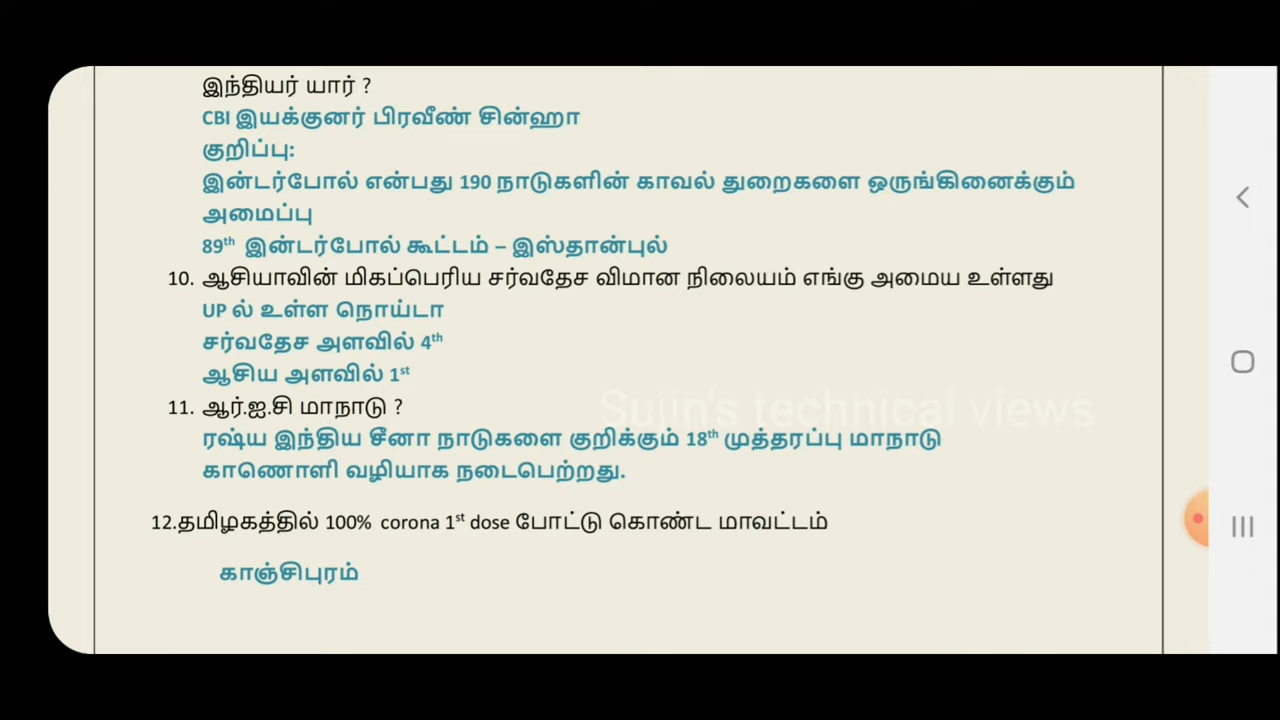 இந்தியர் யார் ?
CBI இயக்குனர் பிரவீண் சின்ஹா
குறிப்பு:
இன்டர்போல் என்பது 190 நாடுகளின் காவல் துறைகளை ஒருங்கினைக்கும்
அமைப்பு
89th இன்டர்போல் கூட்டம் – இஸ்தான்புல்
10. ஆசியாவின் மிகப்பெரிய சர்வதேச விமான நிலையம் எங்கு அமைய உள்ளது
UP ல் உள்ள நொய்டா
சர்வதேச அளவில் 4th
ஆசிய அளவில் 1st
11. ஆர்.ஐ.சி மாநாடு ?
Sujin's technical views
ரஷ்ய இந்திய சீனா நாடுகளை குறிக்கும் 18th முத்தரப்பு மாநாடு
காணொளி வழியாக நடைபெற்றது.
12.தமிழகத்தில் 100% corona 1st dose போட்டு கொண்ட மாவட்டம்
காஞ்சிபுரம்